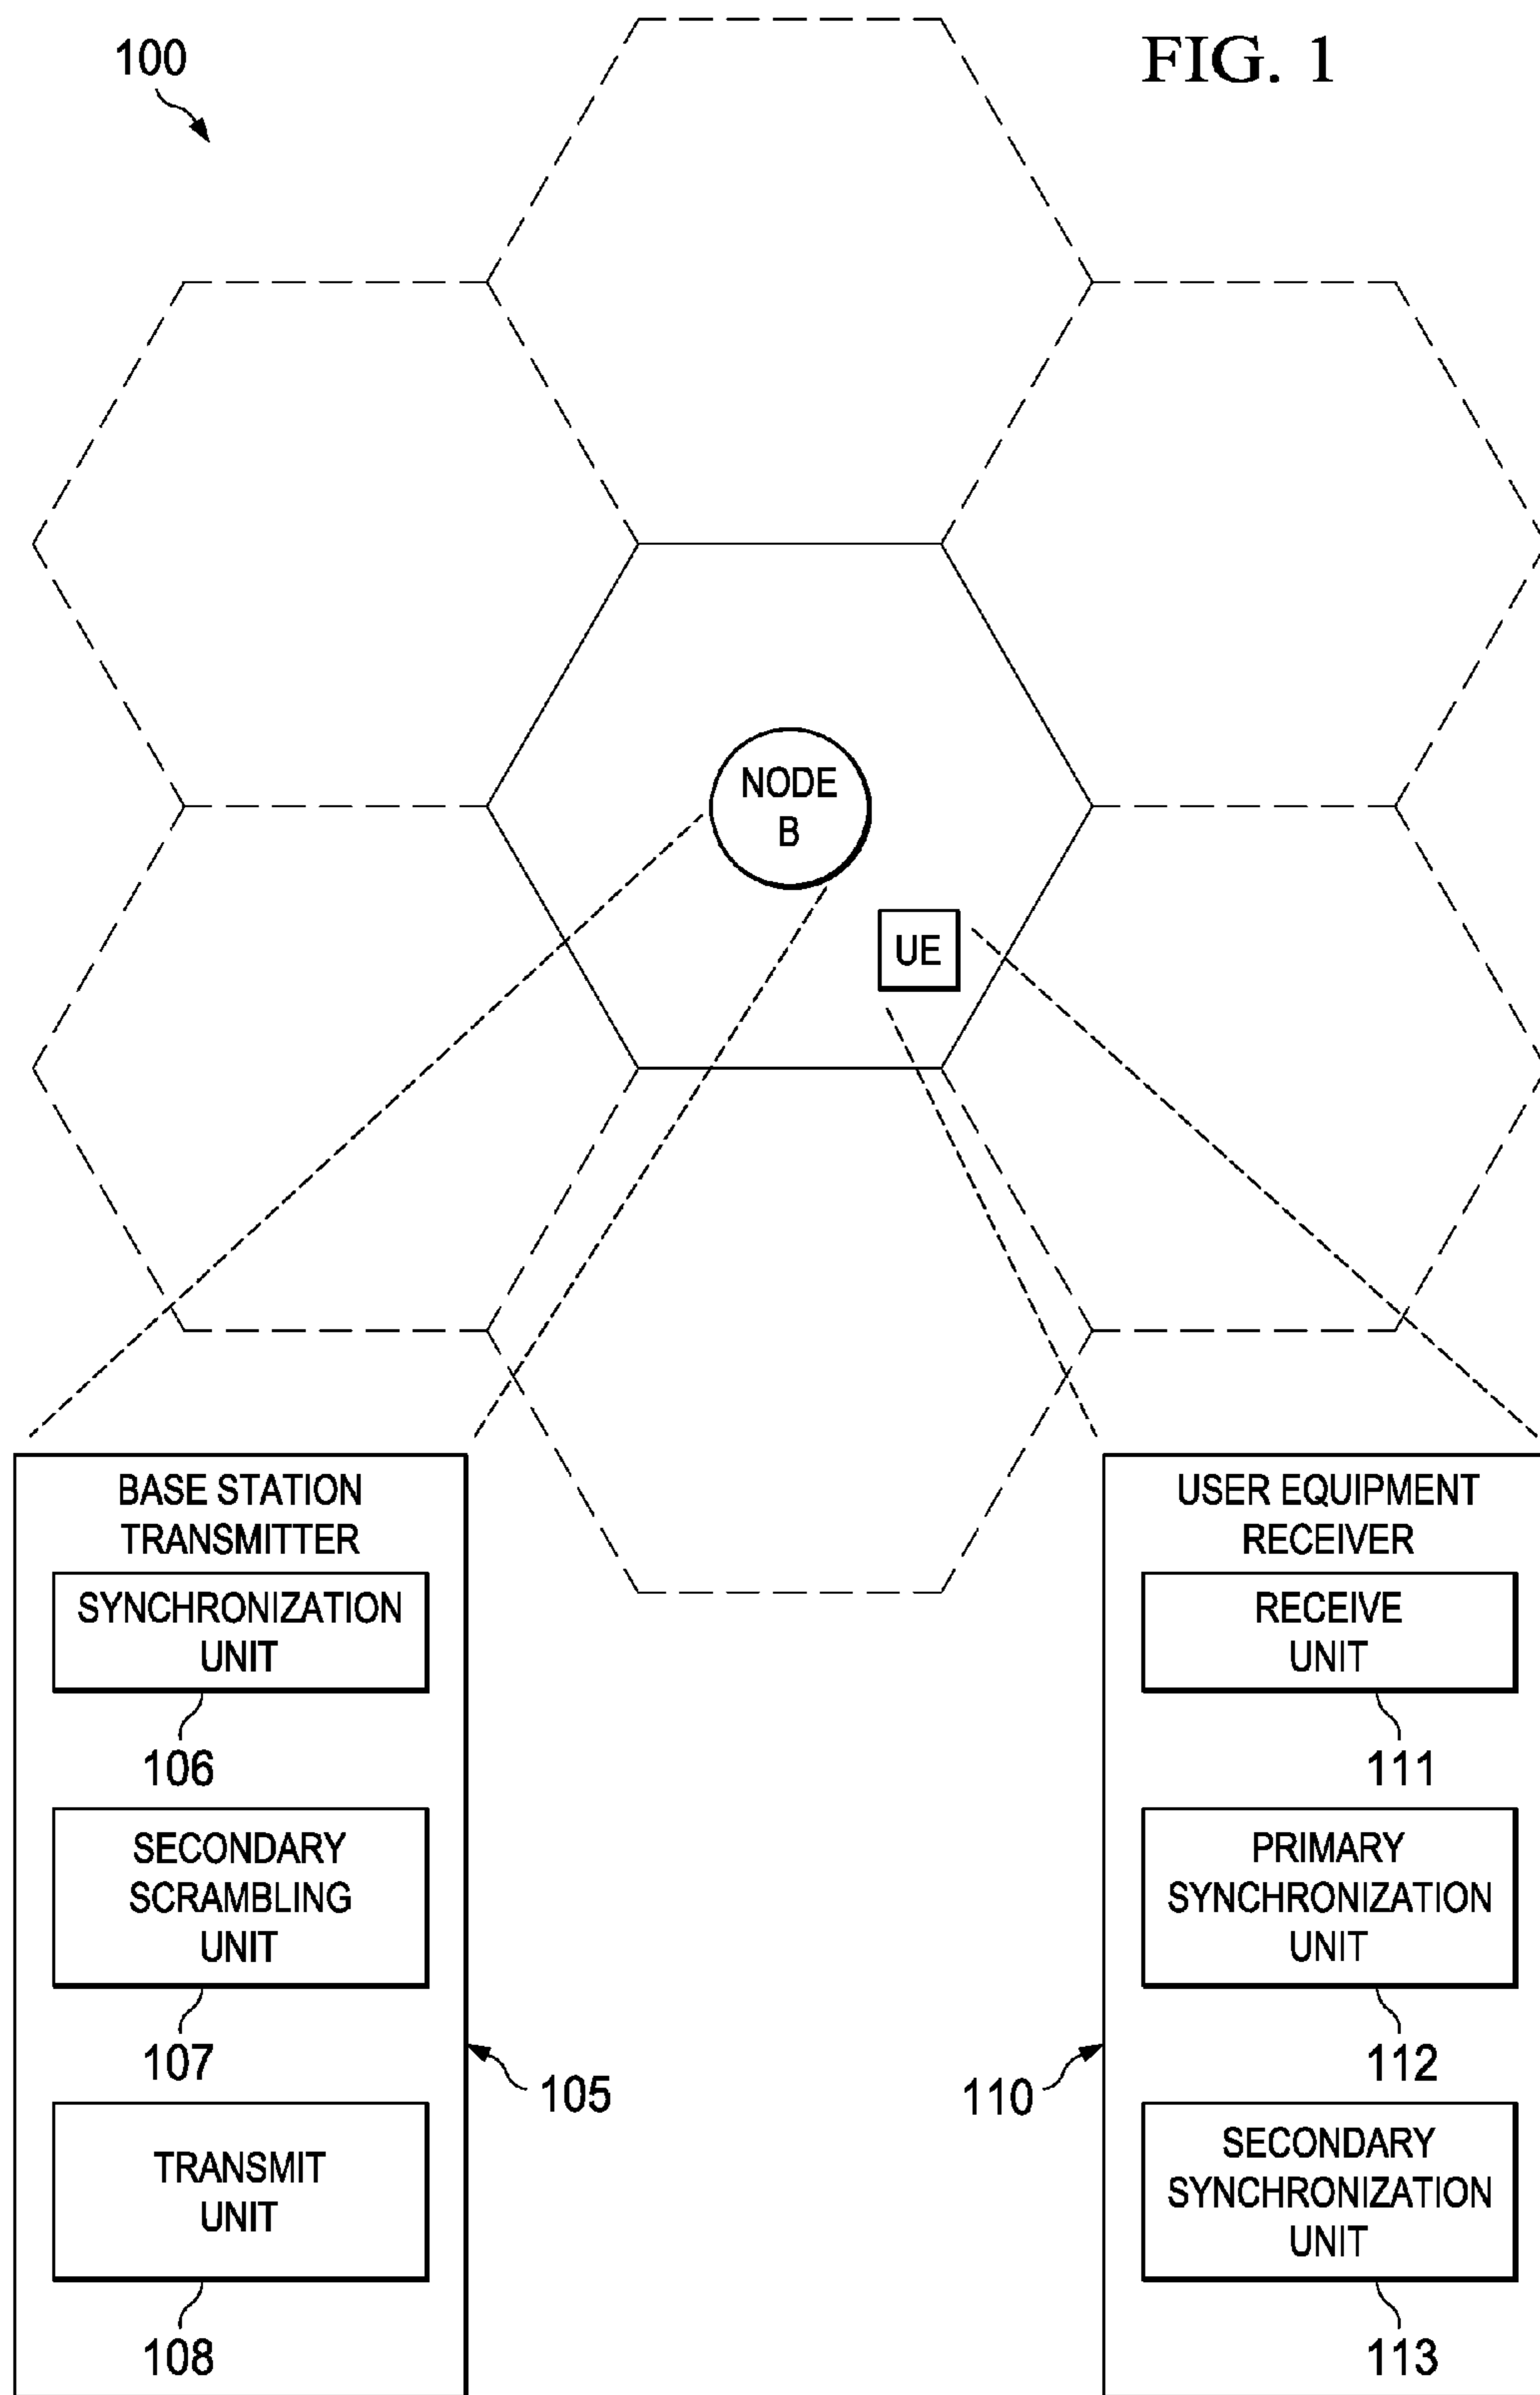 100
FIG. 1
NODE
B
UE
BASE STATION
TRANSMITTER
SYNCHRONIZATION
UNIT
106
SECONDARY
SCRAMBLING
UNIT
107
TRANSMIT
UNIT
108
105
USER EQUIPMENT
RECEIVER
RECEIVE
UNIT
111
PRIMARY
SYNCHRONIZATION
UNIT
112
SECONDARY
SYNCHRONIZATION
UNIT
113
110